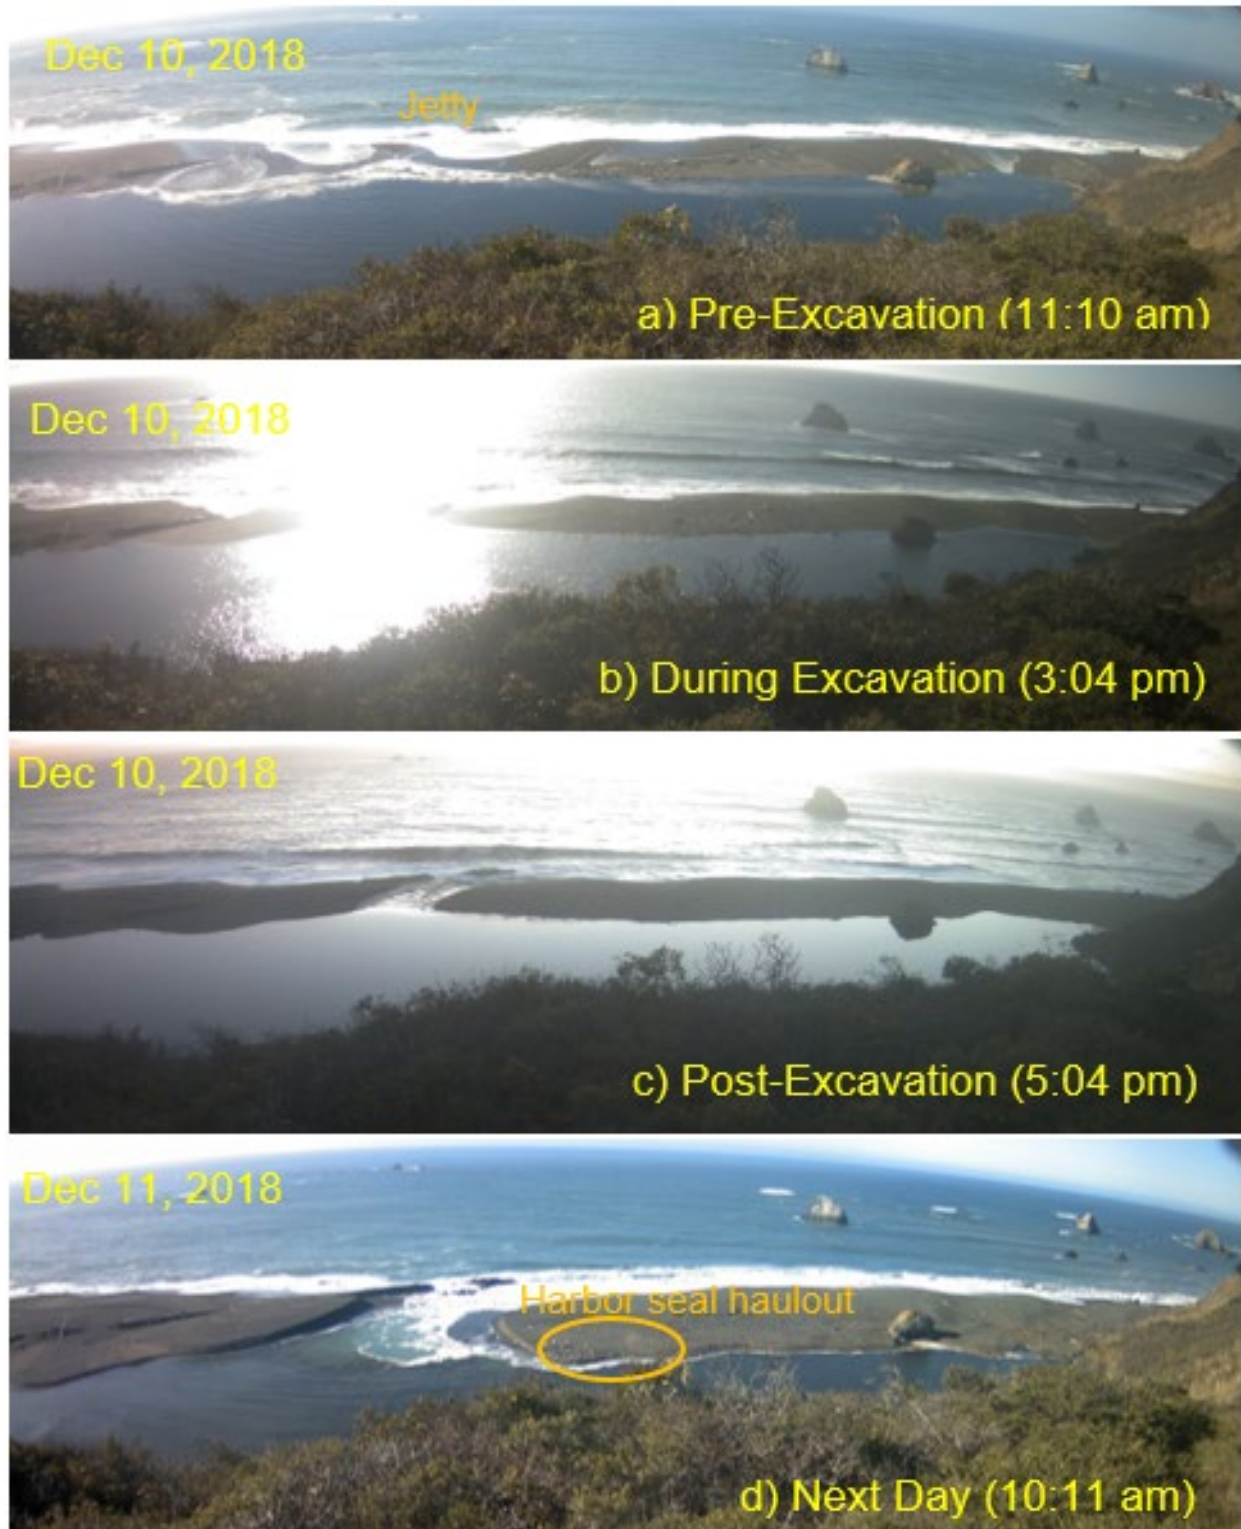 Dec 10, 2018
Jetty
a) Pre-Excavation (11:10 am)
Dec 10, 2018
b) During Excavation (3:04 pm)
Dec 10, 2018
c) Post-Excavation (5:04 pm)
Dec 11, 2018
Harbor seal haulout
d) Next Day (10:11 am)